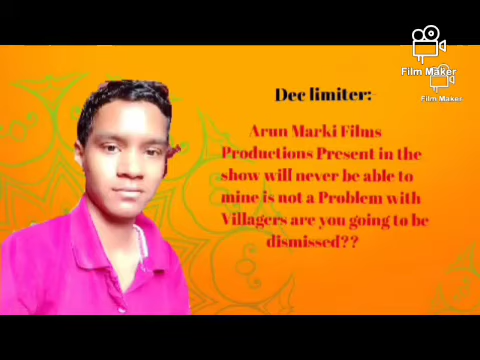 Film Maker
Film Maker
Dec limiter:-
Arun Marki Films
Productions Present in the
show will never be able to
mine is not a Problem with
Villagers are you going to be
dismissed??